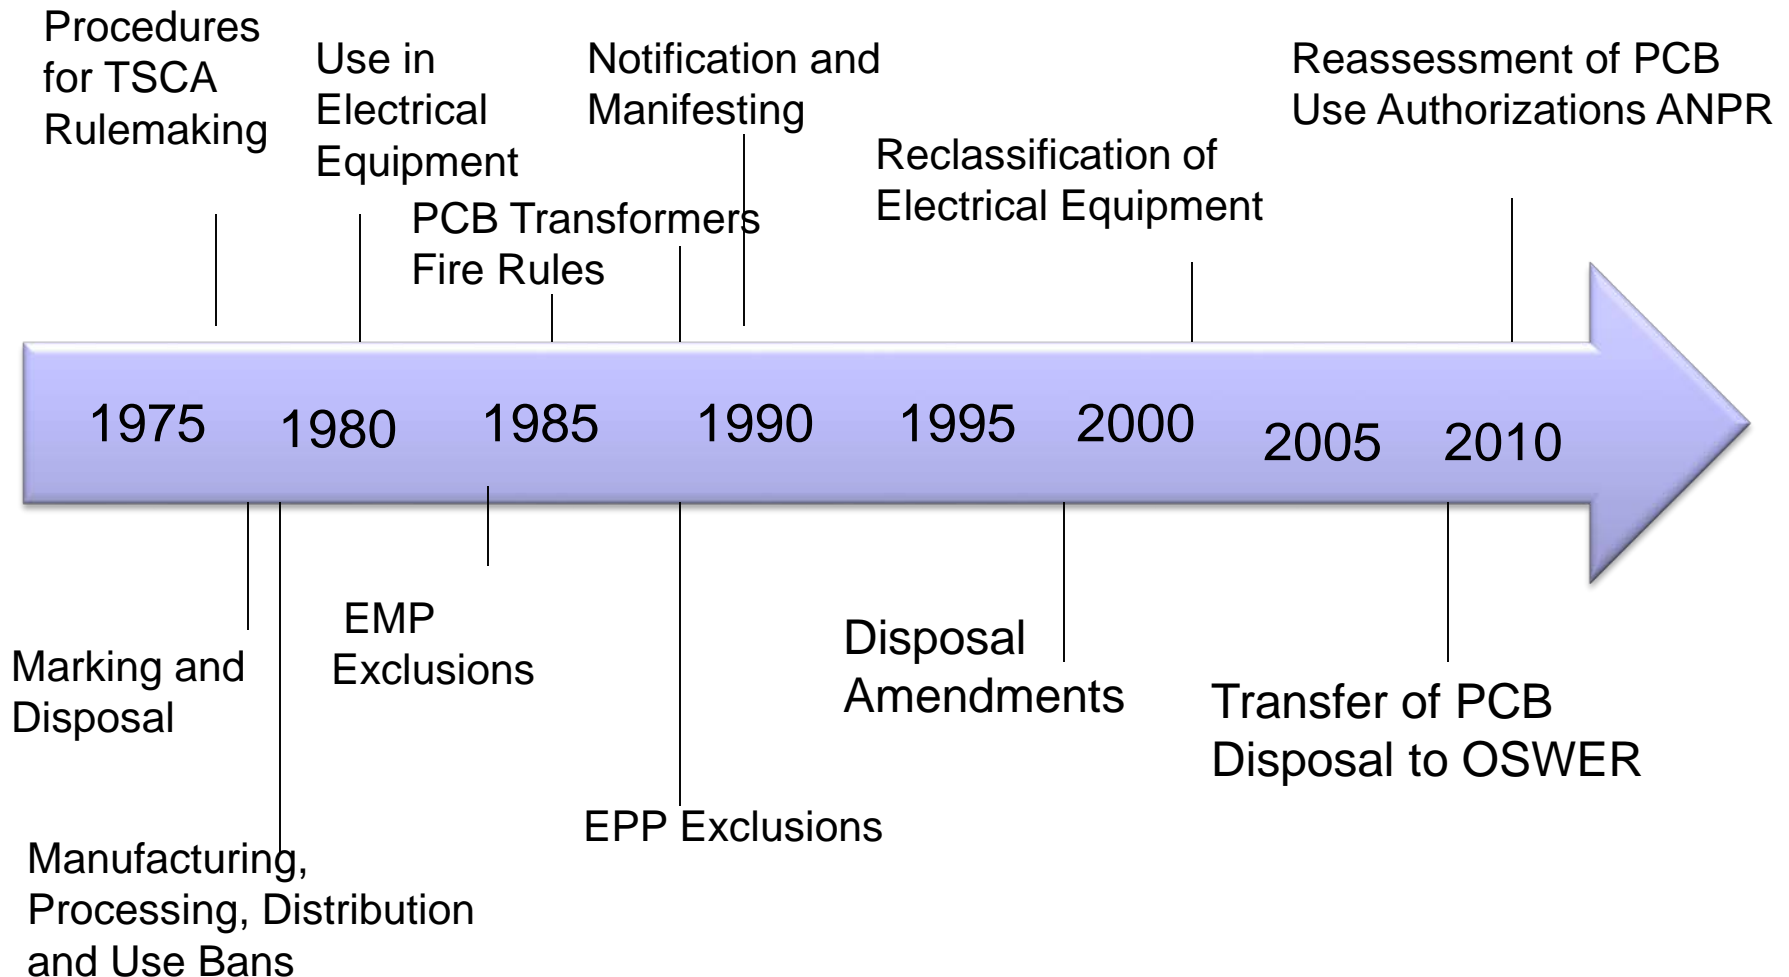 Procedures
for TSCA
Rulemaking
Use in
Electrical
Equipment
PCB Transformers
Fire Rules
Notification and
Manifesting
Reclassification of
Electrical Equipment
Reassessment of PCB
Use Authorizations ANPR
1975
1980
1985
1990
1995
2000
2005
2010
Marking and
Disposal
Manufacturing,
Processing, Distribution
and Use Bans
EMP
Exclusions
EPP Exclusions
Disposal
Amendments
Transfer of PCB
Disposal to OSWER